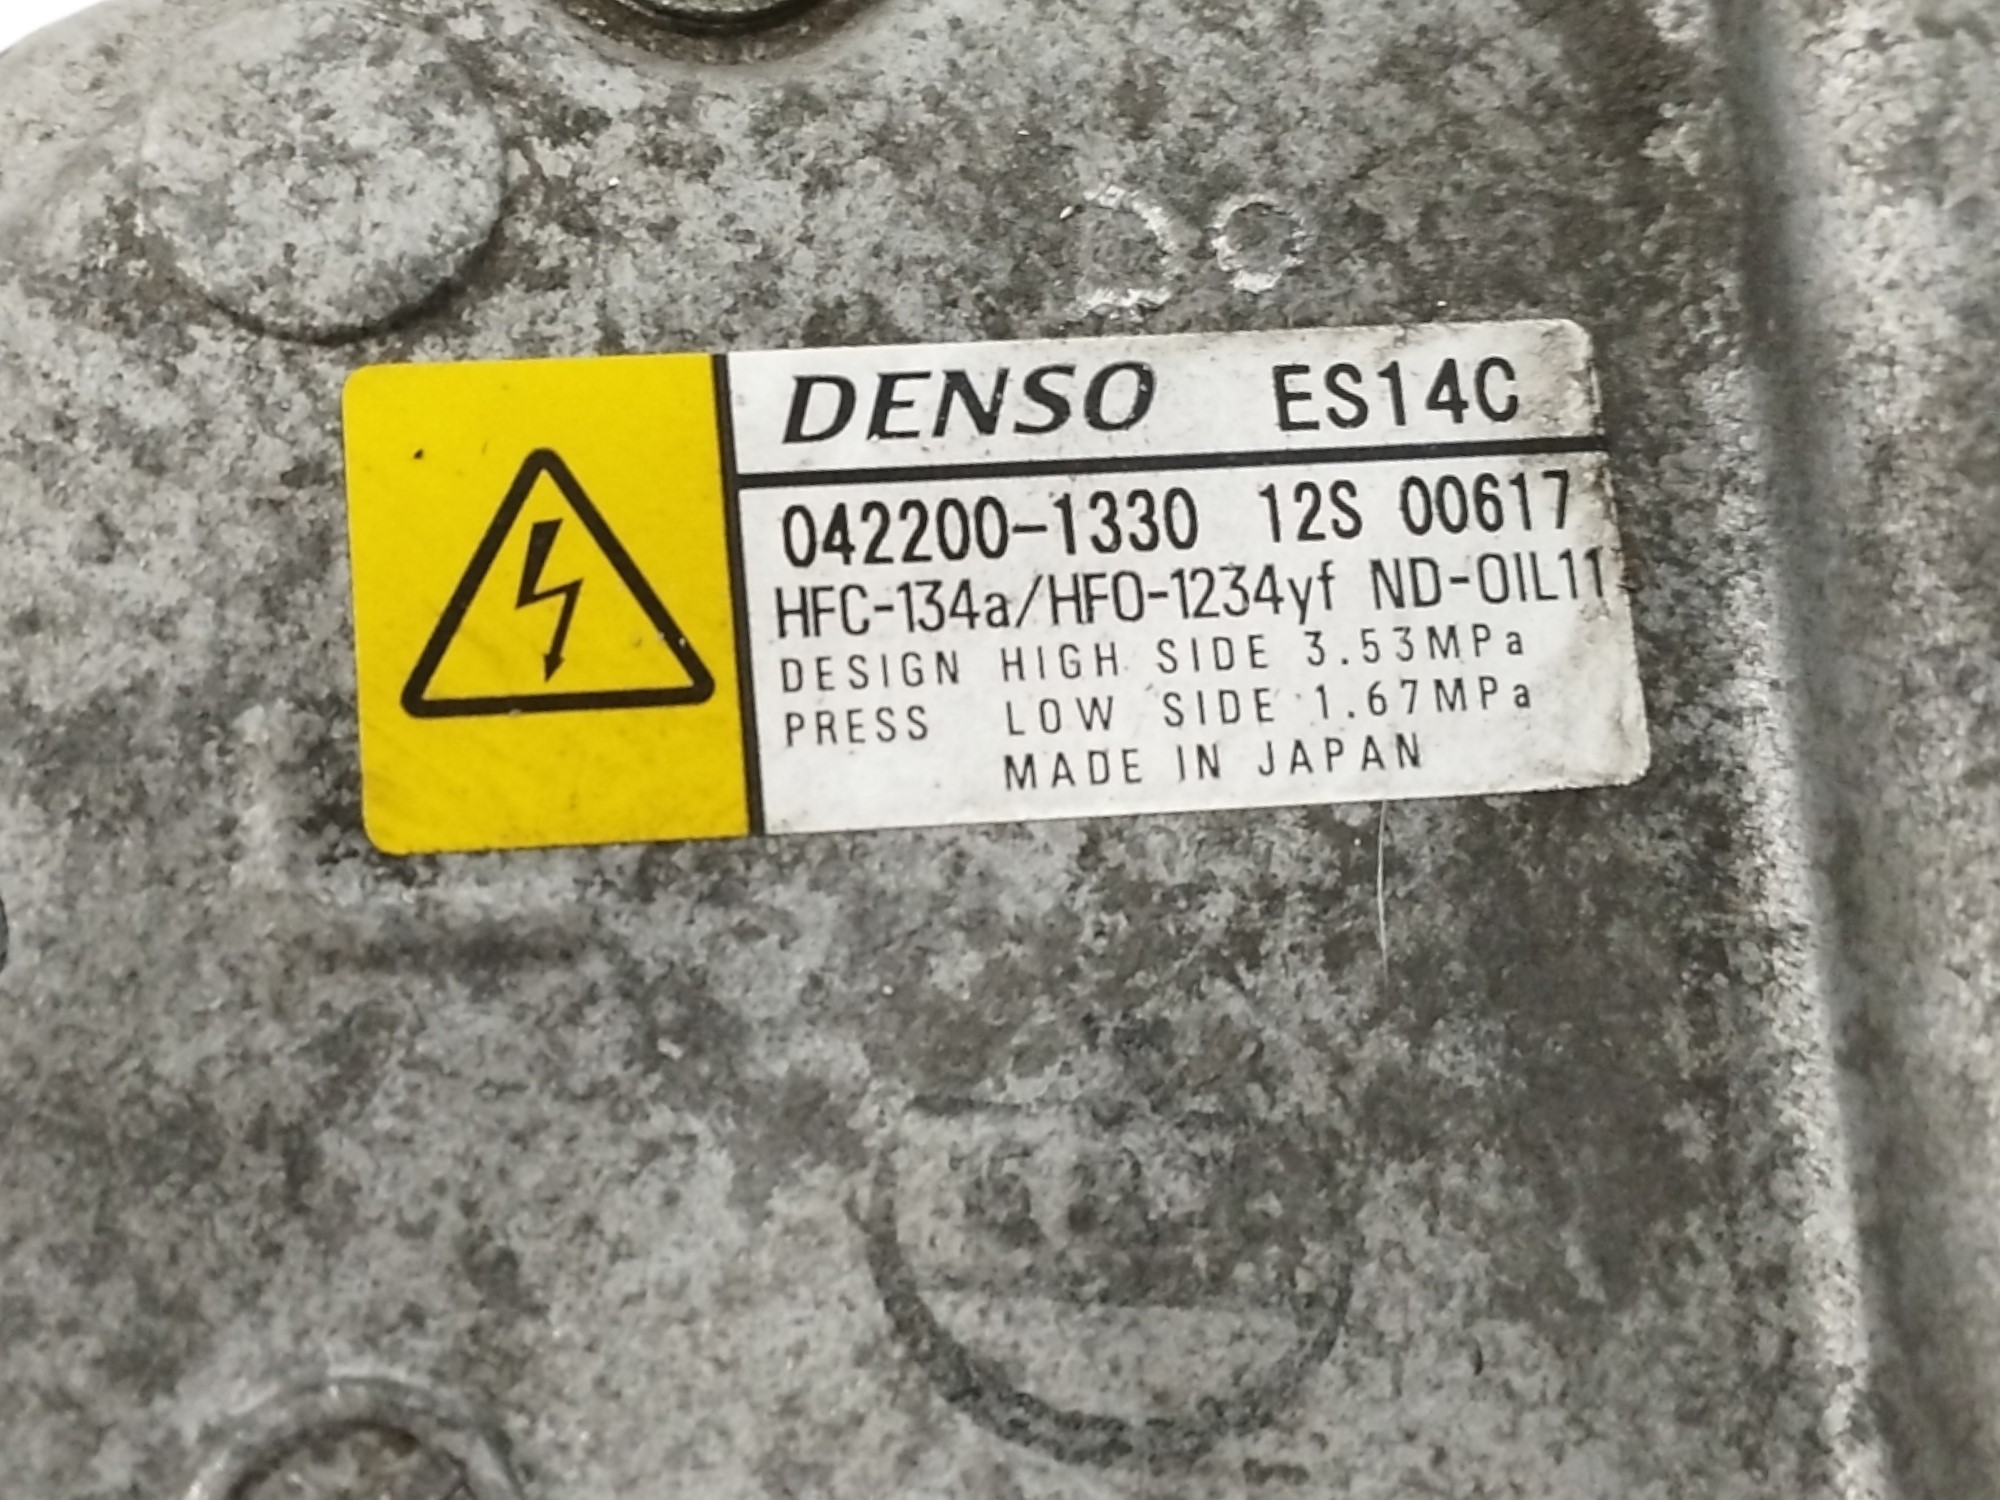 DENSO ES14C
042200-1330 12S 00617
HFC-134a/HFO-1234yf ND-OIL11
DESIGN HIGH SIDE 3.53MPa
PRESS LOW SIDE 1.67MPa
MADE IN JAPAN